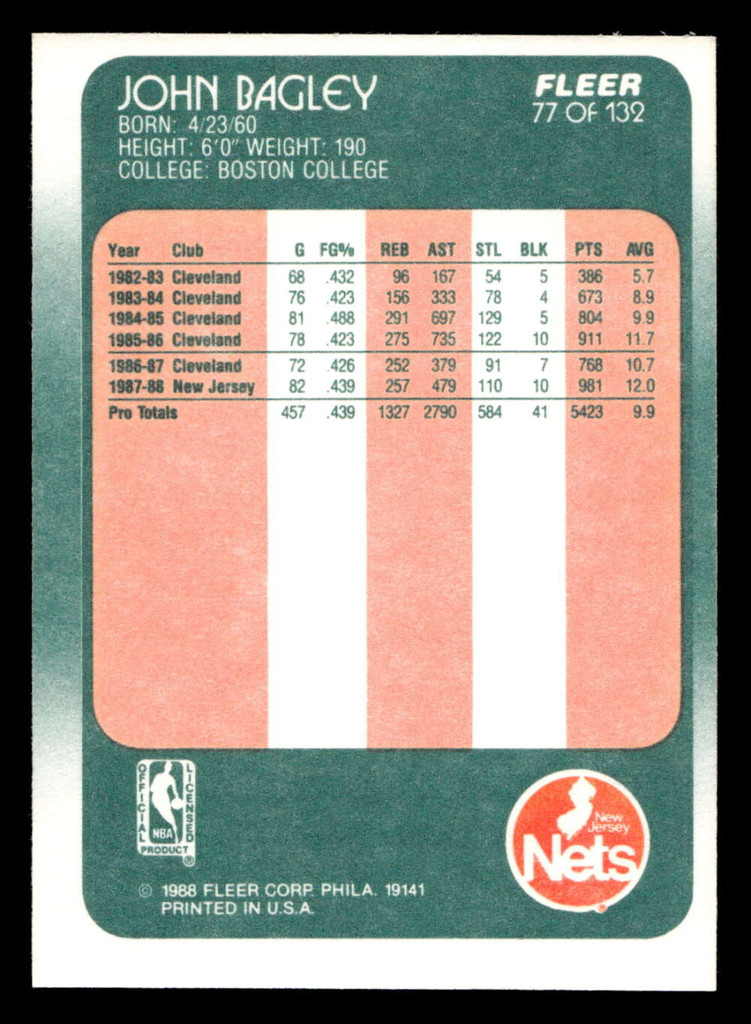 JOHN BAGLEY
BORN: 4/23/60
HEIGHT: 6'0" WEIGHT: 190
COLLEGE: BOSTON COLLEGE
FLEER
77 OF 132
Year Club G FG% REB AST STL BLK PTS AVG
1982-83 Cleveland 68 .432 96 167 54 5 386 5.7
1983-84 Cleveland 76 .423 156 333 78 4 673 8.9
1984-85 Cleveland 81 .488 291 697 129 5 804 9.9
1985-86 Cleveland 78 .423 275 735 122 10 911 11.7
1986-87 Cleveland 72 .426 252 379 91 7 768 10.7
1987-88 New Jersey 82 .439 257 479 110 10 981 12.0
Pro Totals 457 .439 1327 2790 584 41 5423 9.9
OFFICIAL
LICENSED
NBA
PRODUCT
®
New
Jersey
Nets
© 1988 FLEER CORP. PHILA. 19141
PRINTED IN U.S.A.